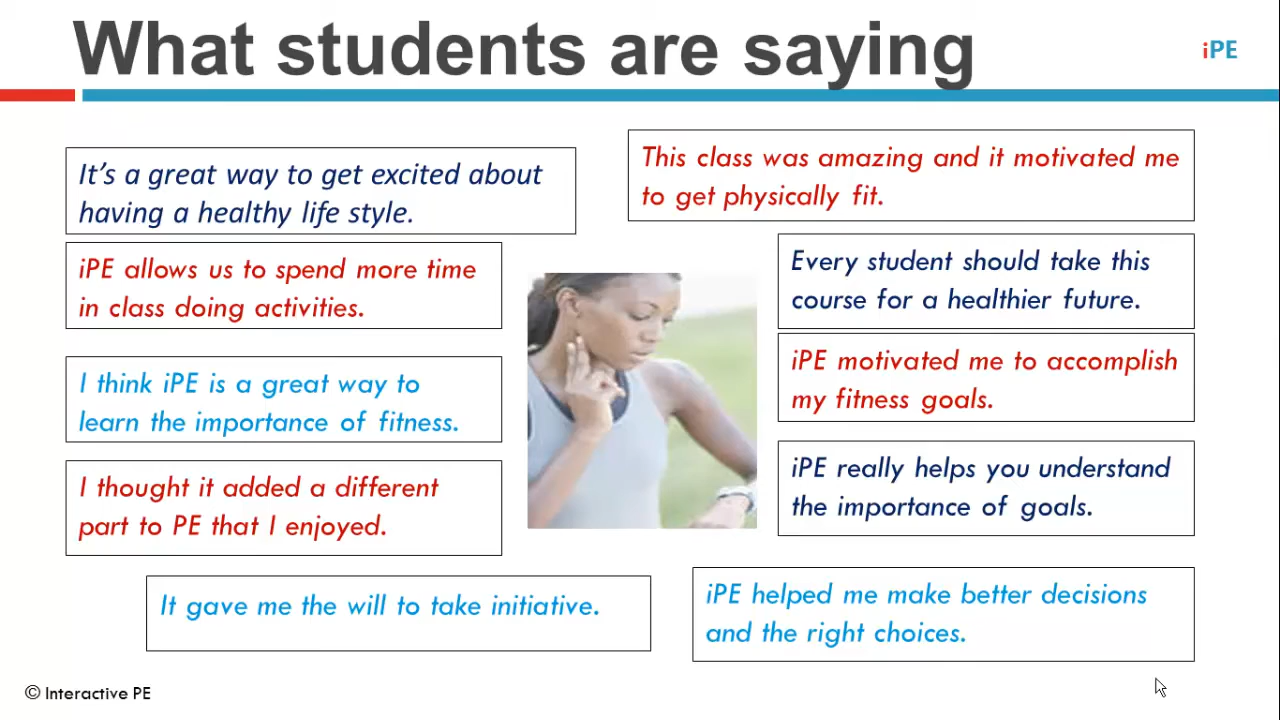 What students are saying
iPE
It’s a great way to get excited about
having a healthy life style.
This class was amazing and it motivated me
to get physically fit.
iPE allows us to spend more time
in class doing activities.
Every student should take this
course for a healthier future.
I think iPE is a great way to
learn the importance of fitness.
iPE motivated me to accomplish
my fitness goals.
I thought it added a different
part to PE that I enjoyed.
iPE really helps you understand
the importance of goals.
It gave me the will to take initiative.
iPE helped me make better decisions
and the right choices.
© Interactive PE